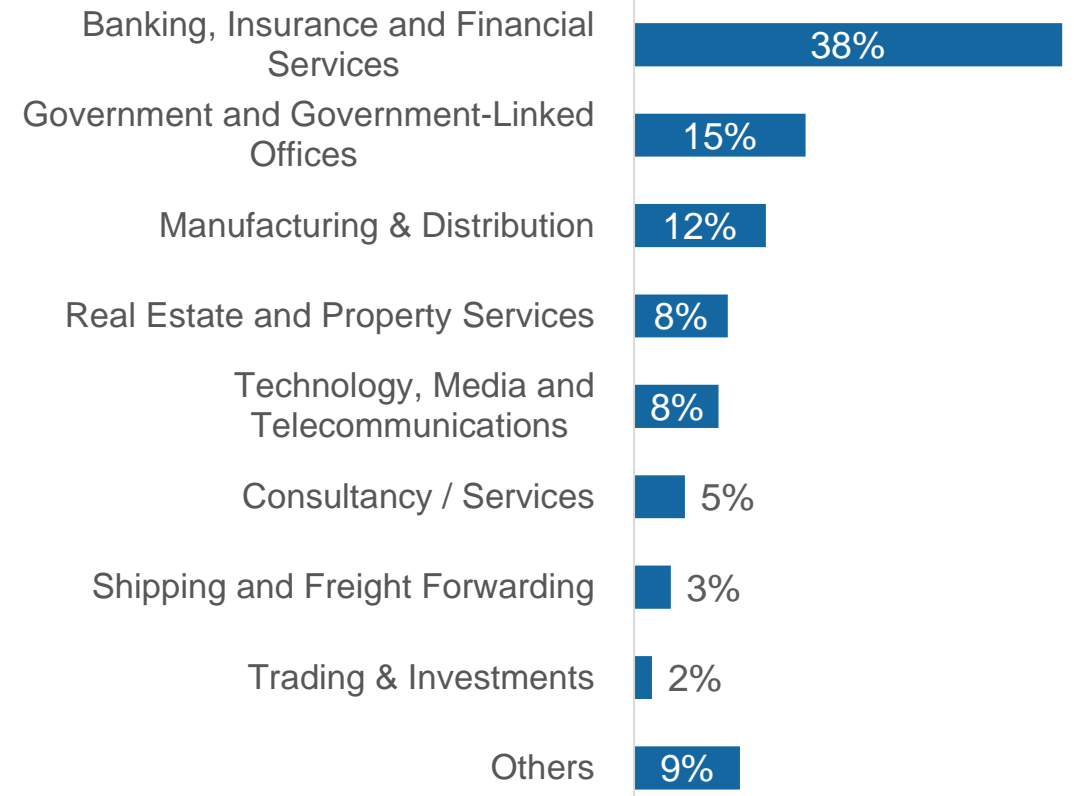 Banking, Insurance and Financial
Services
38%
Government and Government-Linked
Offices
15%
Manufacturing & Distribution
12%
Real Estate and Property Services
8%
Technology, Media and
Telecommunications
8%
Consultancy / Services
5%
Shipping and Freight Forwarding
3%
Trading & Investments
2%
Others
9%